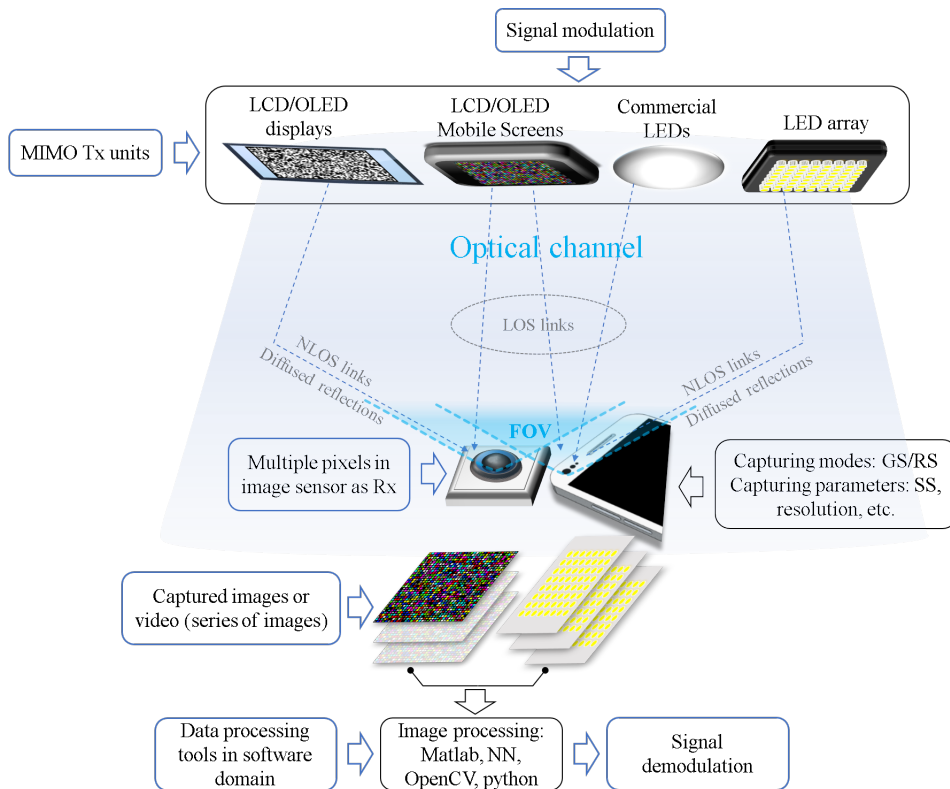 Signal modulation
LCD/OLED
displays
LCD/OLED
Mobile Screens
Commercial
LEDs
LED array
MIMO Tx units
Optical channel
LOS links
NLOS links
Diffused reflections
NLOS links
Diffused reflections
FOV
Multiple pixels in
image sensor as Rx
Capturing modes: GS/RS
Capturing parameters: SS,
resolution, etc.
Captured images or
video (series of images)
Data processing
tools in software
domain
Image processing:
Matlab, NN,
OpenCV, python
Signal
demodulation